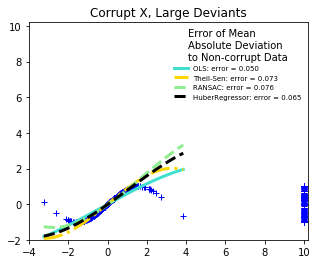 Corrupt X, Large Deviants
Error of Mean
Absolute Deviation
to Non-corrupt Data
OLS: error = 0.050
Theil-Sen: error = 0.073
RANSAC: error = 0.076
HuberRegressor: error = 0.065
10
8
6
4
2
0
−2
−4 −2 0 2 4 6 8 10